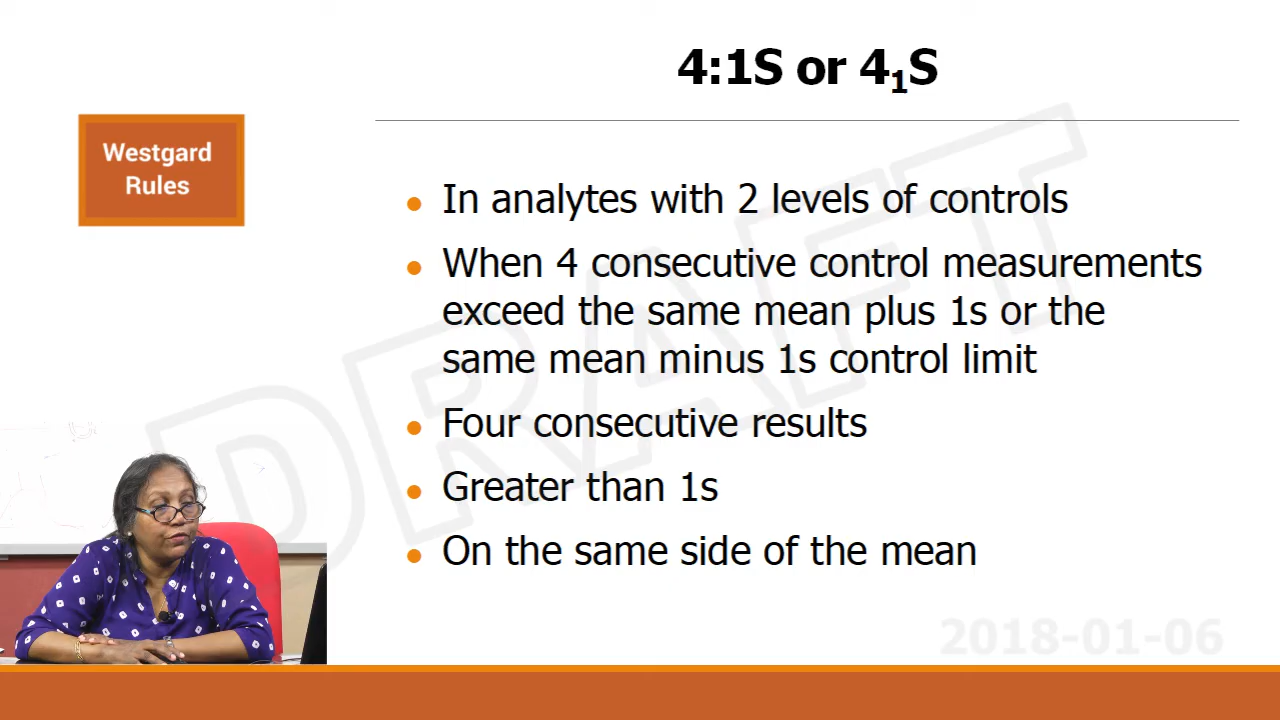 4:1S or 4₁S
Westgard
Rules
In analytes with 2 levels of controls
When 4 consecutive control measurements
exceed the same mean plus 1s or the
same mean minus 1s control limit
Four consecutive results
Greater than 1s
On the same side of the mean
DRAFT
2018-01-06